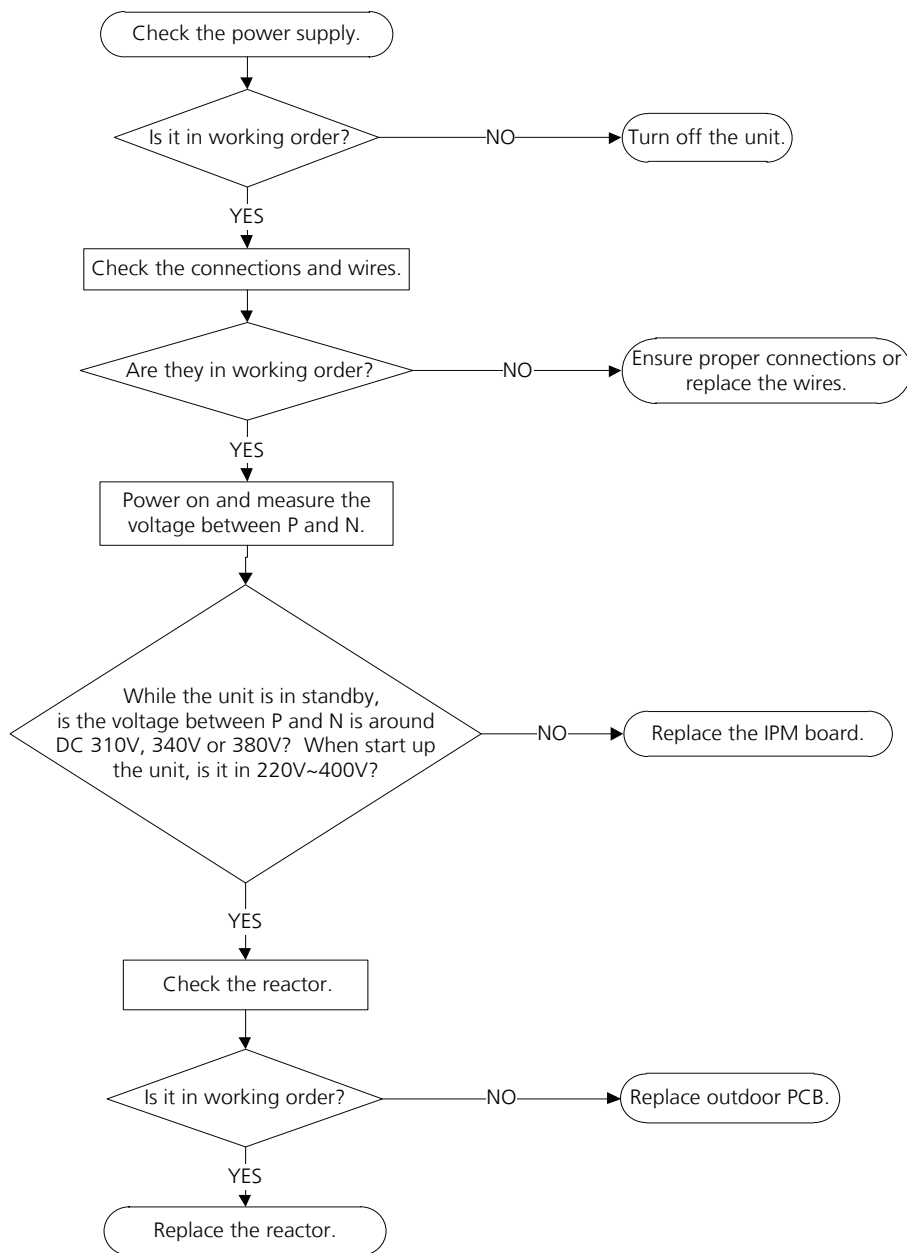 Check the power supply.
Is it in working order?
NO
Turn off the unit.
YES
Check the connections and wires.
Are they in working order?
NO
Ensure proper connections or
replace the wires.
YES
Power on and measure the
voltage between P and N.
While the unit is in standby,
is the voltage between P and N is around
DC 310V, 340V or 380V? When start up
the unit, is it in 220V~400V?
NO
Replace the IPM board.
YES
Check the reactor.
Is it in working order?
NO
Replace outdoor PCB.
YES
Replace the reactor.